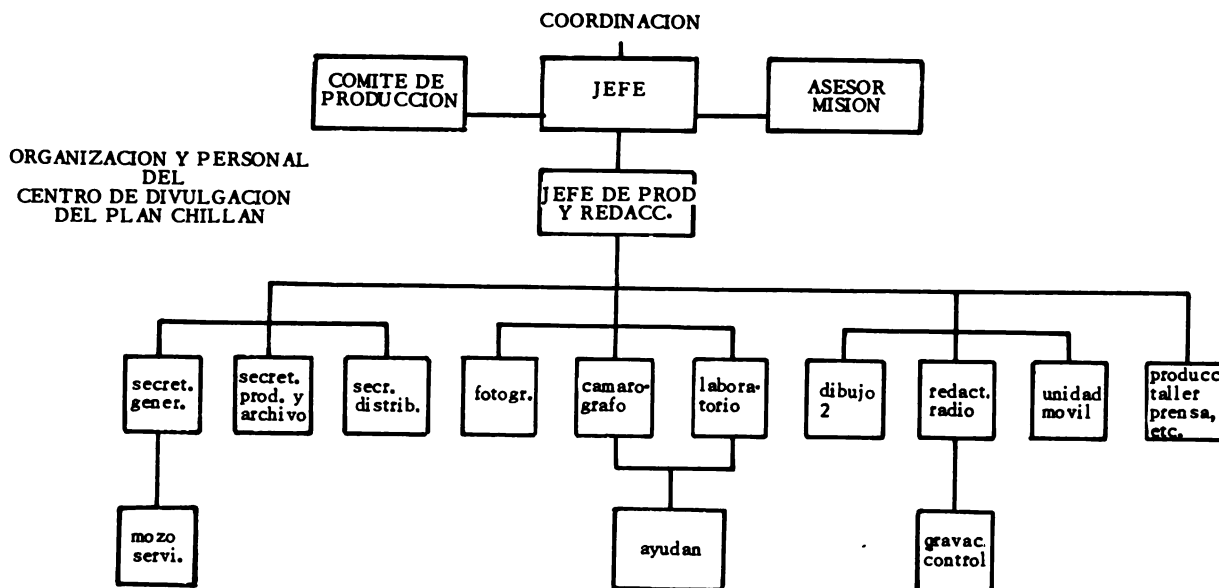 COORDINACION
COMITE DE
PRODUCCION
JEFE
ASESOR
MISION
ORGANIZACION Y PERSONAL
DEL
CENTRO DE DIVULGACION
DEL PLAN CHILLAN
JEFE DE PROD
Y REDACC.
secret.
gener.
secret.
prod. y
archivo
secr.
distrib.
fotogr.
camaro-
grafo
labora-
torio
dibujo
2
redact.
radio
unidad
movil
producc
taller
prensa,
etc.
mozo
servi.
ayudan
gravac.
control